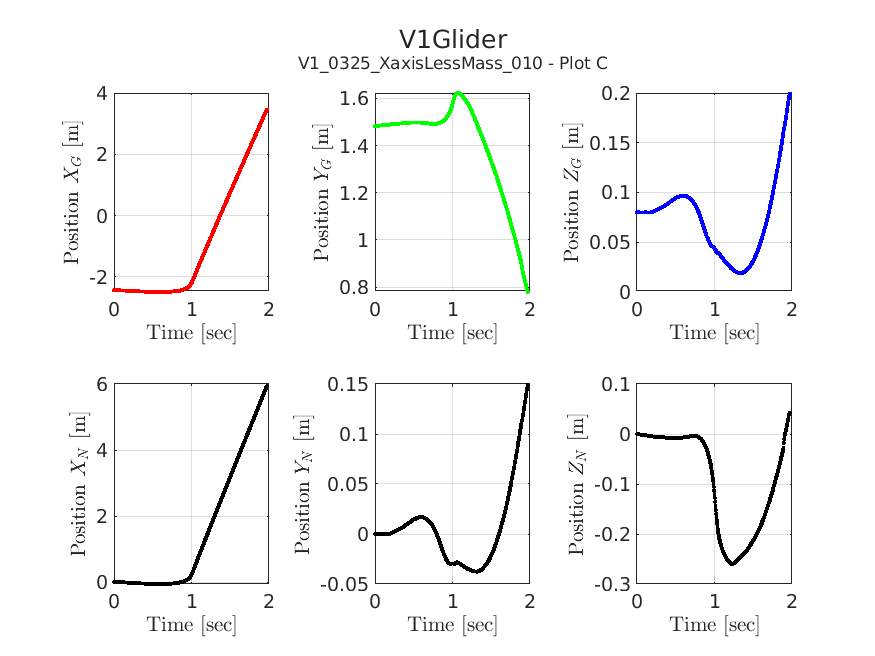 V1Glider
V1_0325_XaxisLessMass_010 - Plot C
Position X_G [m]
4
2
0
-2
0 1 2
Time [sec]
Position Y_G [m]
1.6
1.4
1.2
1
0.8
0 1 2
Time [sec]
Position Z_G [m]
0.2
0.15
0.1
0.05
0
0 1 2
Time [sec]
Position X_N [m]
6
4
2
0
0 1 2
Time [sec]
Position Y_N [m]
0.15
0.1
0.05
0
-0.05
0 1 2
Time [sec]
Position Z_N [m]
0.1
0
-0.1
-0.2
-0.3
0 1 2
Time [sec]